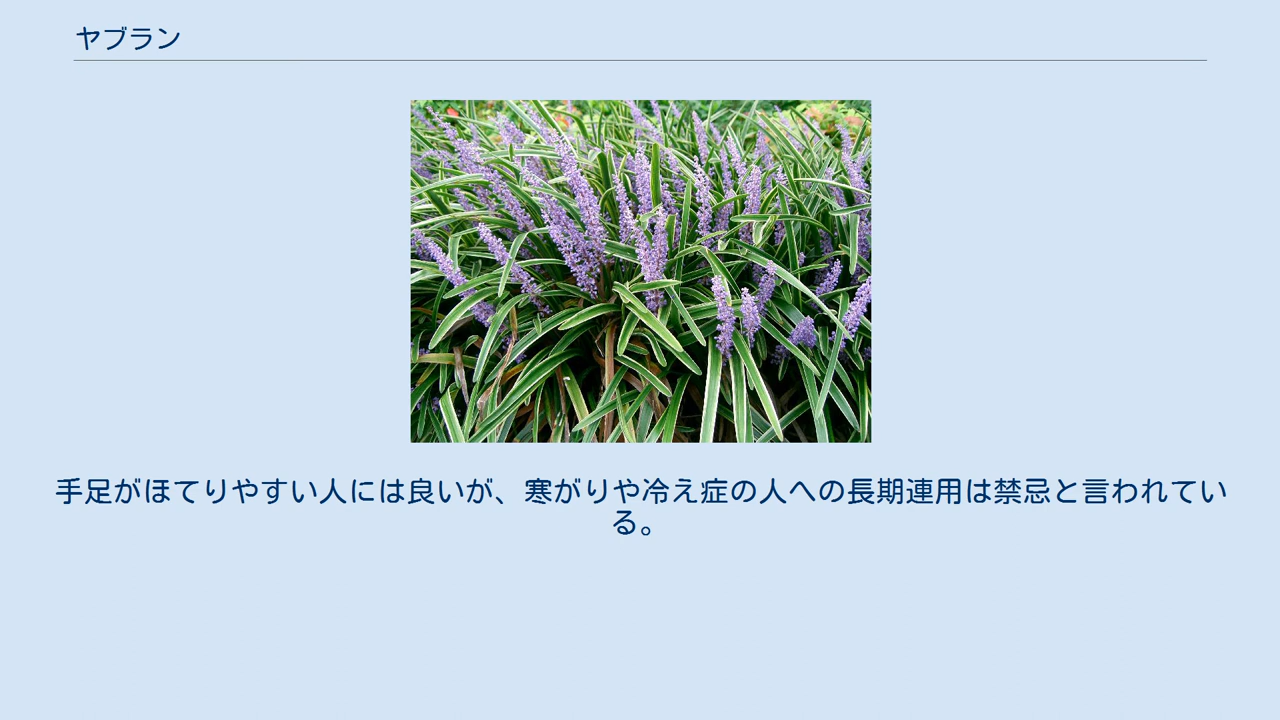 ヤブラン
手足がほてりやすい人には良いが、寒がりや冷え症の人への長期連用は禁忌と言われてい
る。